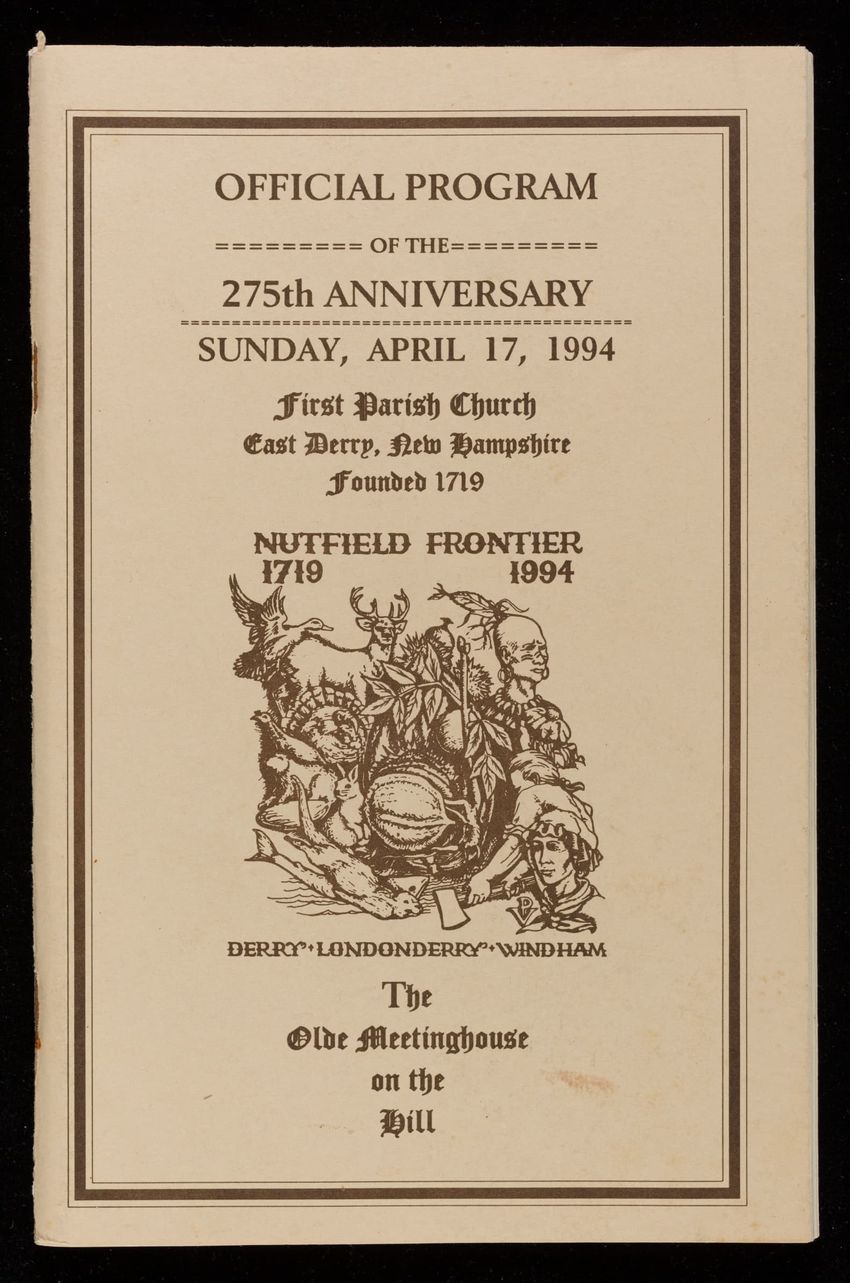 OFFICIAL PROGRAM
========= OF THE=========
275th ANNIVERSARY
SUNDAY, APRIL 17, 1994
First Parish Church
East Derry, New Hampshire
Founded 1719
NUTFIELD FRONTIER
1719 1994
DERRY + LONDONDERRY + WINDHAM
The
Olde Meetinghouse
on the
Hill